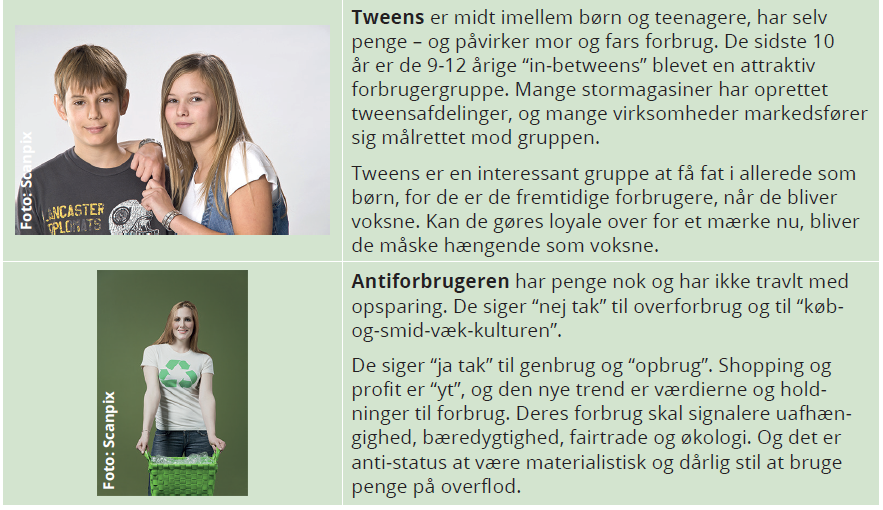 Foto: Scanpix
LANCASTER
Tweens er midt imellem børn og teenagere, har selv
penge – og påvirker mor og fars forbrug. De sidste 10
år er de 9-12 årige “in-betweens” blevet en attraktiv
forbrugergruppe. Mange stormagasiner har oprettet
tweensafdelinger, og mange virksomheder markedsfører
sig målrettet mod gruppen.
Tweens er en interessant gruppe at få fat i allerede som
børn, for de er de fremtidige forbrugere, når de bliver
voksne. Kan de gøres loyale over for et mærke nu, bliver
de måske hængende som voksne.
Foto: Scanpix
Antiforbrugeren har penge nok og har ikke travlt med
opsparing. De siger “nej tak” til overforbrug og til “køb-
og-smid-væk-kulturen”.
De siger “ja tak” til genbrug og “opbrug”. Shopping og
profit er “yt”, og den nye trend er værdierne og hold-
ninger til forbrug. Deres forbrug skal signalere uafhæn-
gighed, bæredygtighed, fairtrade og økologi. Og det er
anti-status at være materialistisk og dårlig stil at bruge
penge på overflod.